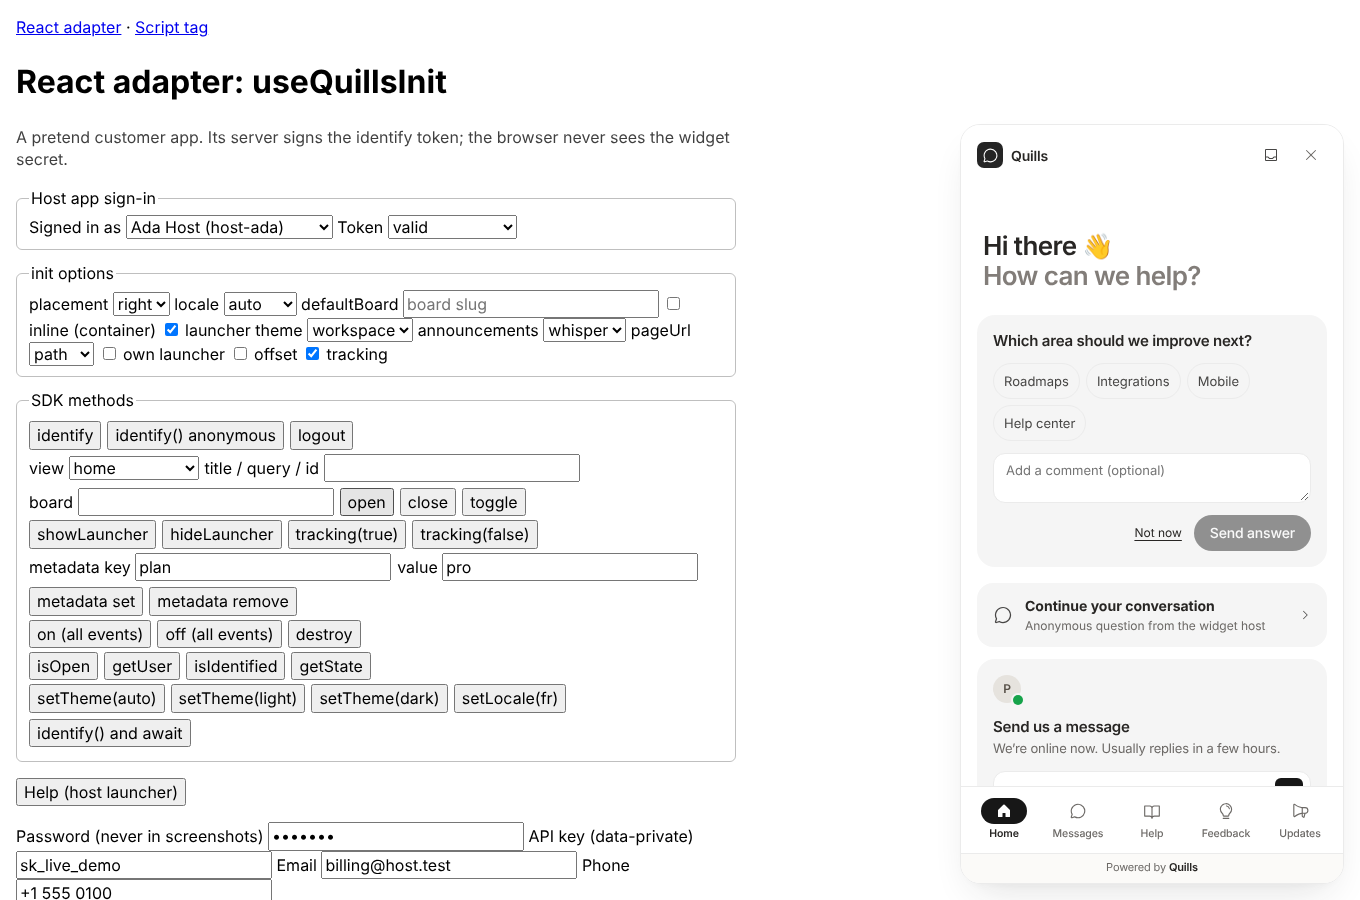 React adapter · Script tag
React adapter: useQuillsInit
A pretend customer app. Its server signs the identify token; the browser never sees the widget
secret.
Host app sign-in
Signed in as Ada Host (host-ada) Token valid
init options
placement right locale auto defaultBoard board slug
inline (container) launcher theme workspace announcements whisper pageUrl
path own launcher offset tracking
SDK methods
identify identify() anonymous logout
view home title / query / id
board open close toggle
showLauncher hideLauncher tracking(true) tracking(false)
metadata key plan value pro
metadata set metadata remove
on (all events) off (all events) destroy
isOpen getUser isIdentified getState
setTheme(auto) setTheme(light) setTheme(dark) setLocale(fr)
identify() and await
Help (host launcher)
Password (never in screenshots) ••••••• API key (data-private)
sk_live_demo Email billing@host.test Phone
+1 555 0100
Quills
Hi there 👋
How can we help?
Which area should we improve next?
Roadmaps Integrations Mobile
Help center
Add a comment (optional)
Not now Send answer
Continue your conversation
Anonymous question from the widget host
P
Send us a message
We're online now. Usually replies in a few hours.
Home Messages Help Feedback Updates
Powered by Quills